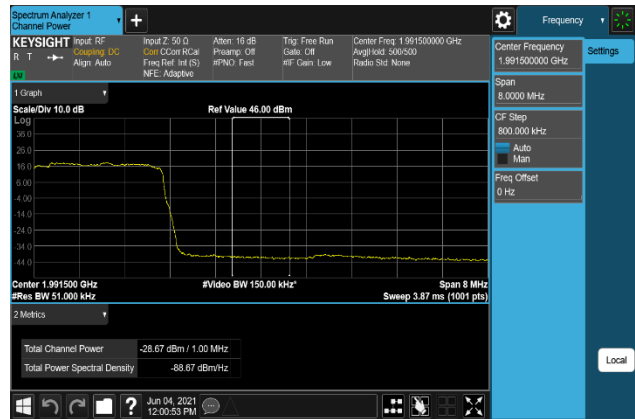 Spectrum Analyzer 1
Channel Power
+
Frequency
KEYSIGHT
R T
LW
Input: RF
Coupling: DC
Align: Auto
Input Z: 50 Ω
Corr CCorr RCal
Freq Ref: Int (S)
NFE: Adaptive
Atten: 16 dB
Preamp: Off
#PNO: Fast
Trig: Free Run
Gate: Off
#IF Gain: Low
Center Freq: 1.991500000 GHz
Avg|Hold: 500/500
Radio Std: None
Center Frequency
1.991500000 GHz
Settings
Span
8.0000 MHz
CF Step
800.000 kHz
Auto
Man
Freq Offset
0 Hz
1 Graph
Scale/Div 10.0 dB
Ref Value 46.00 dBm
Log
36.0
26.0
16.0
6.00
-4.00
-14.0
-24.0
-34.0
-44.0
Center 1.991500 GHz
#Video BW 150.00 kHz*
Span 8 MHz
#Res BW 51.000 kHz
Sweep 3.87 ms (1001 pts)
2 Metrics
Total Channel Power
-28.67 dBm / 1.00 MHz
Total Power Spectral Density
-88.67 dBm/Hz
Local
?
Jun 04, 2021
12:00:53 PM